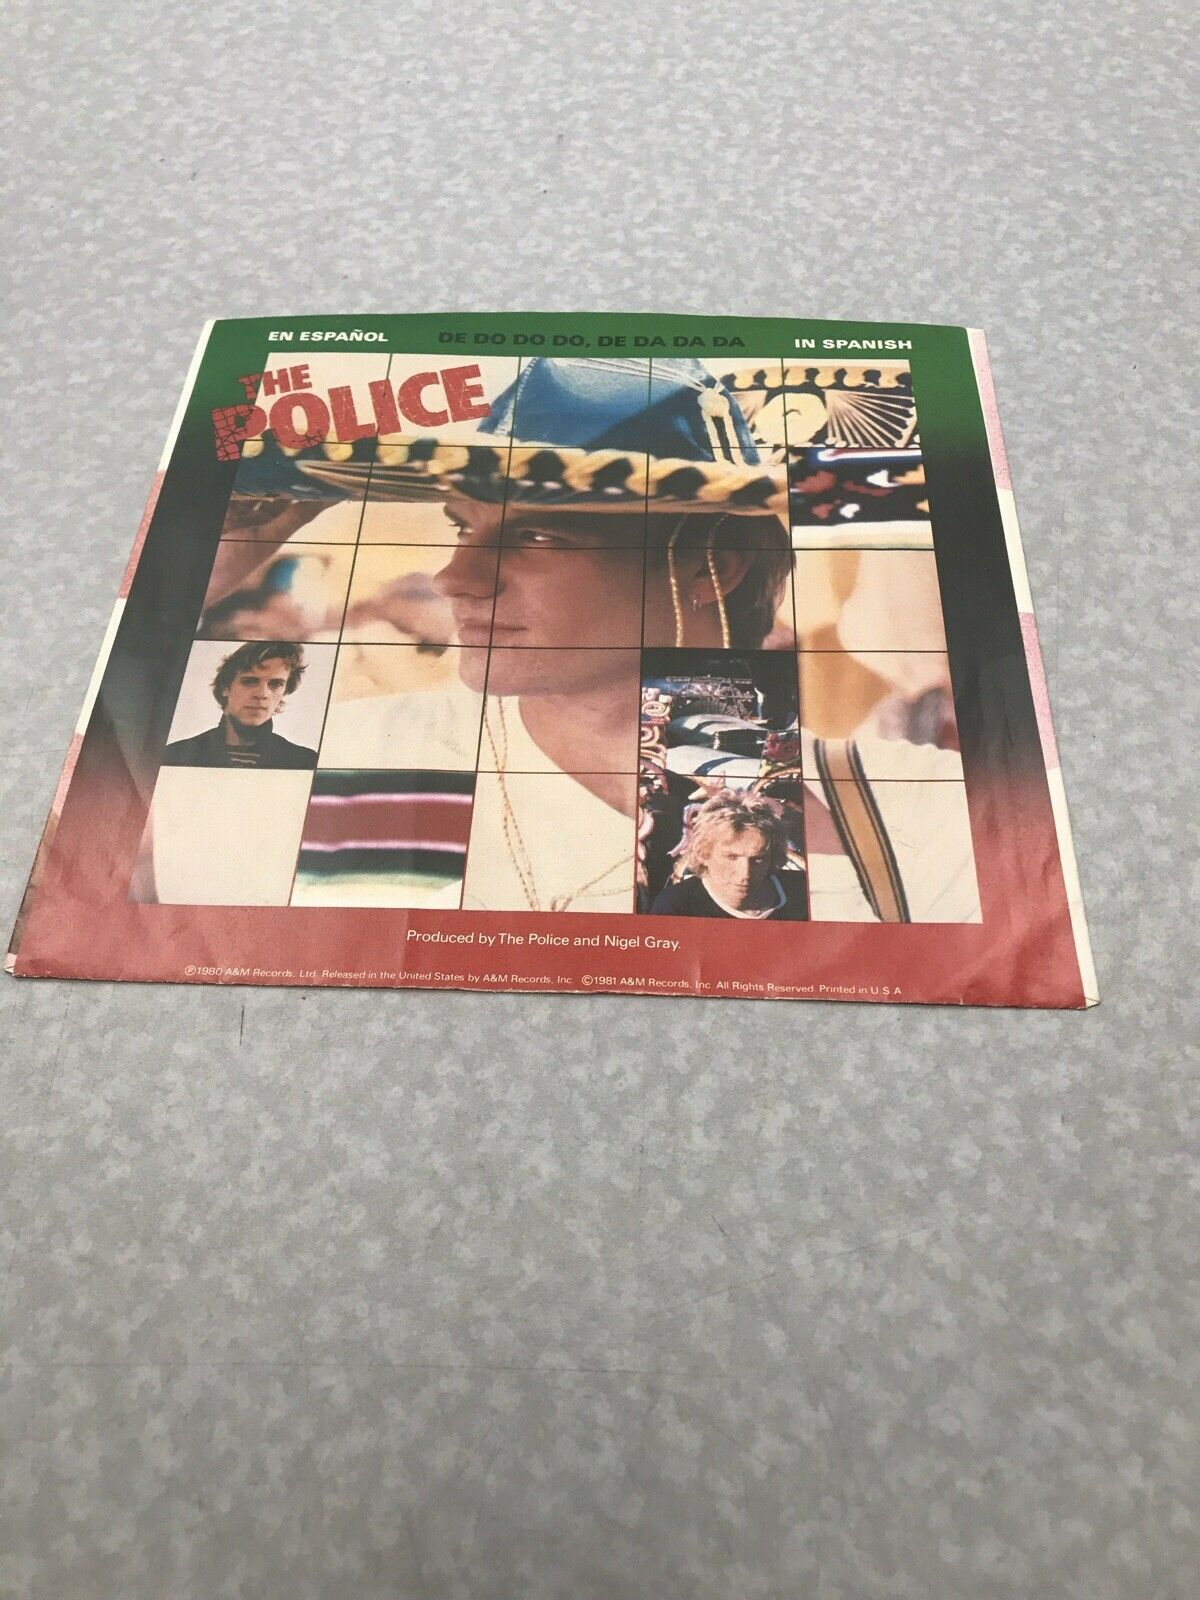 EN ESPAÑOL
DE DO DO DO, DE DA DA DA
IN SPANISH
THE
POLICE
Produced by The Police and Nigel Gray.
℗1980 A&M Records, Ltd. Released in the United States by A&M Records, Inc. ©1981 A&M Records, Inc. All Rights Reserved. Printed in U.S.A.